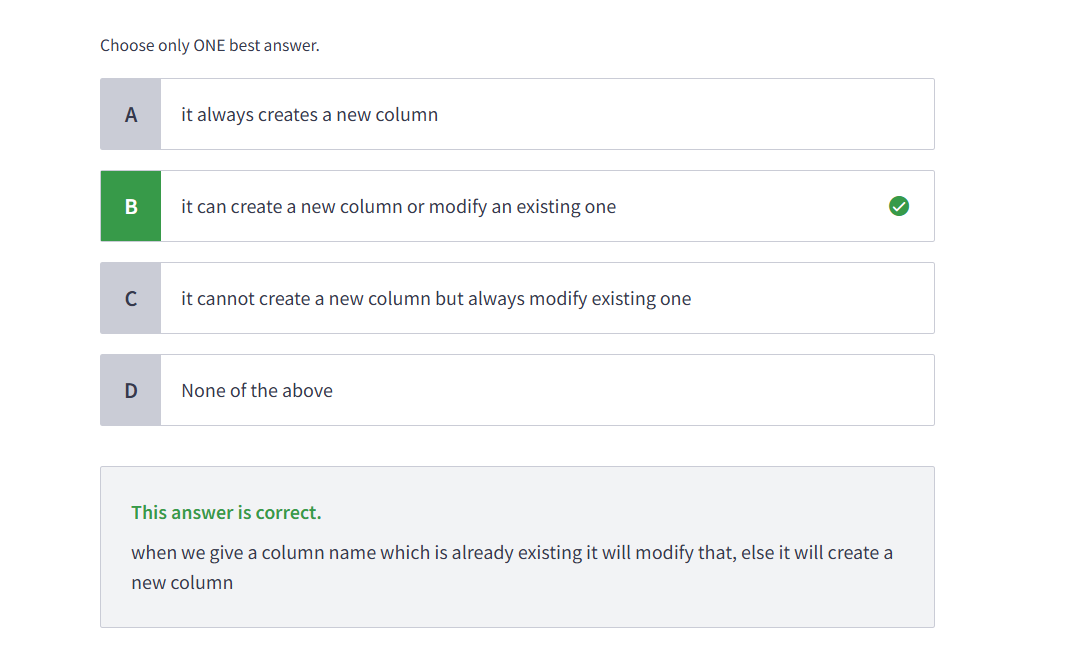 Choose only ONE best answer.
A it always creates a new column
B it can create a new column or modify an existing one
C it cannot create a new column but always modify existing one
D None of the above
This answer is correct.
when we give a column name which is already existing it will modify that, else it will create a
new column